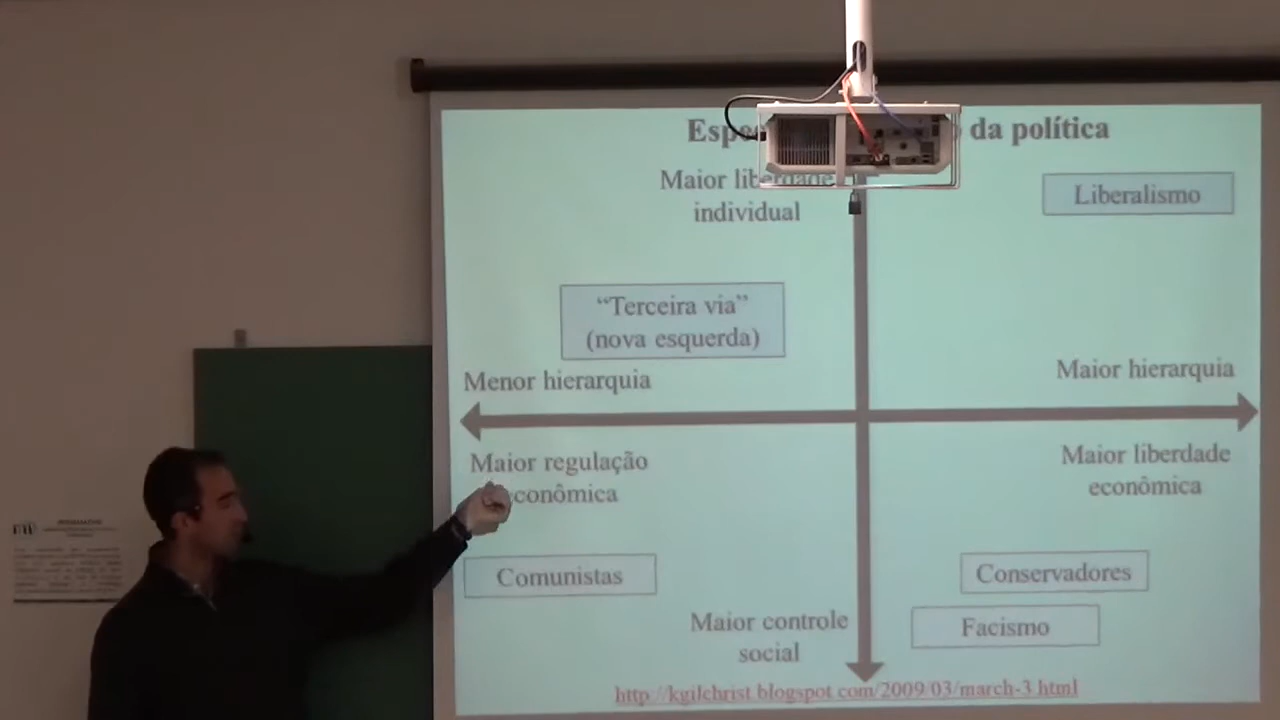 da política
Maior liberdade
individual
Liberalismo
“Terceira via”
(nova esquerda)
Menor hierarquia
Maior hierarquia
Maior regulação
econômica
Maior liberdade
econômica
Comunistas
Conservadores
Maior controle
social
Facismo
http://kgilchrist.blogspot.com/2009/03/march-3.html